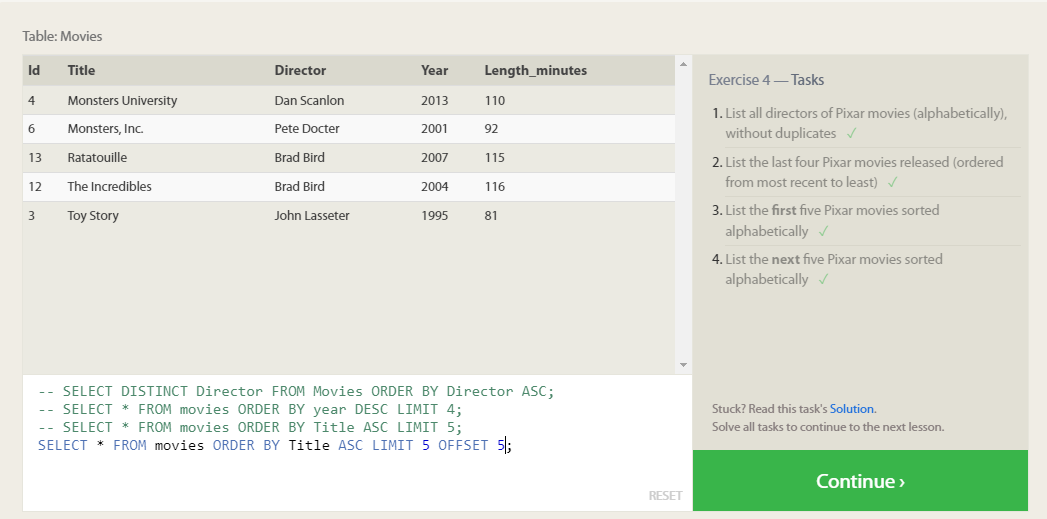 Table: Movies
Id Title Director Year Length_minutes
4 Monsters University Dan Scanlon 2013 110
6 Monsters, Inc. Pete Docter 2001 92
13 Ratatouille Brad Bird 2007 115
12 The Incredibles Brad Bird 2004 116
3 Toy Story John Lasseter 1995 81
-- SELECT DISTINCT Director FROM Movies ORDER BY Director ASC;
-- SELECT * FROM movies ORDER BY year DESC LIMIT 4;
-- SELECT * FROM movies ORDER BY Title ASC LIMIT 5;
SELECT * FROM movies ORDER BY Title ASC LIMIT 5 OFFSET 5;
RESET
Exercise 4 — Tasks
1. List all directors of Pixar movies (alphabetically),
without duplicates ✓
2. List the last four Pixar movies released (ordered
from most recent to least) ✓
3. List the first five Pixar movies sorted
alphabetically ✓
4. List the next five Pixar movies sorted
alphabetically ✓
Stuck? Read this task's Solution.
Solve all tasks to continue to the next lesson.
Continue ›